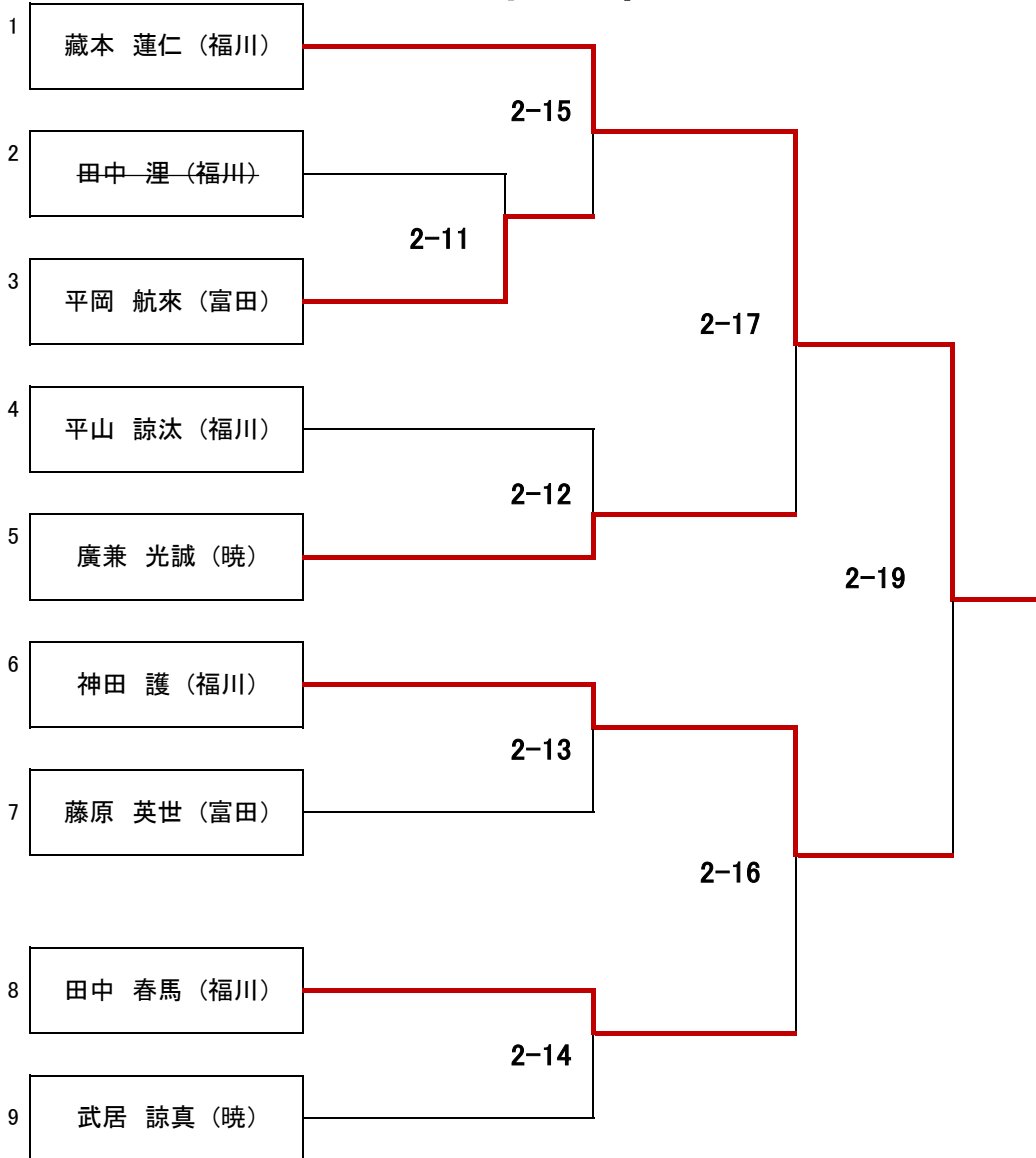 1
藏本 蓮仁（福川）
2-15
2
田中 浬（福川）
2-11
3
平岡 航來（富田）
2-17
4
平山 諒汰（福川）
2-12
5
廣兼 光誠（暁）
2-19
6
神田 護（福川）
2-13
7
藤原 英世（富田）
2-16
8
田中 春馬（福川）
2-14
9
武居 諒真（暁）